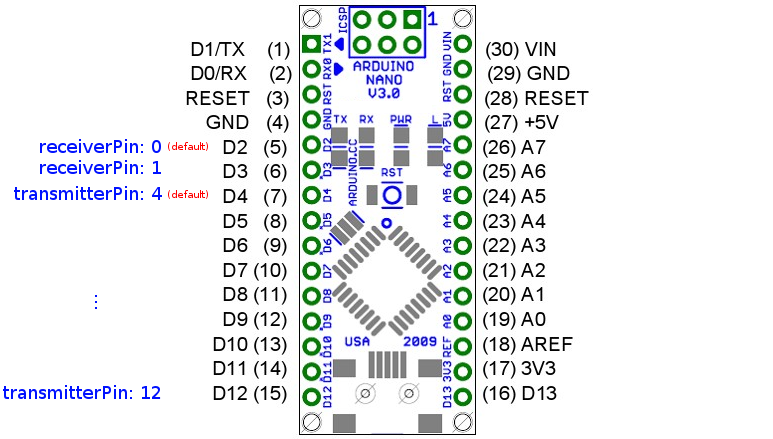 ICSP
1
D1/TX (1) TX1 VIN (30) VIN
D0/RX (2) RX0 GND (29) GND
ARDUINO
NANO
V3.0
RESET (3) RST RST (28) RESET
GND (4) GND 5V (27) +5V
TX RX PWR L
receiverPin: 0 (default) D2 (5) D2 A7 (26) A7
receiverPin: 1 D3 (6) D3 A6 (25) A6
ARDUINO.CC
RST
transmitterPin: 4 (default) D4 (7) D4 A5 (24) A5
D5 (8) D5 A4 (23) A4
D6 (9) D6 A3 (22) A3
D7 (10) D7 A2 (21) A2
D8 (11) D8 A1 (20) A1
D9 (12) D9 A0 (19) A0
USA 2009
D10 (13) D10 REF (18) AREF
D11 (14) D11 3V3 (17) 3V3
transmitterPin: 12 D12 (15) D12 D13 (16) D13